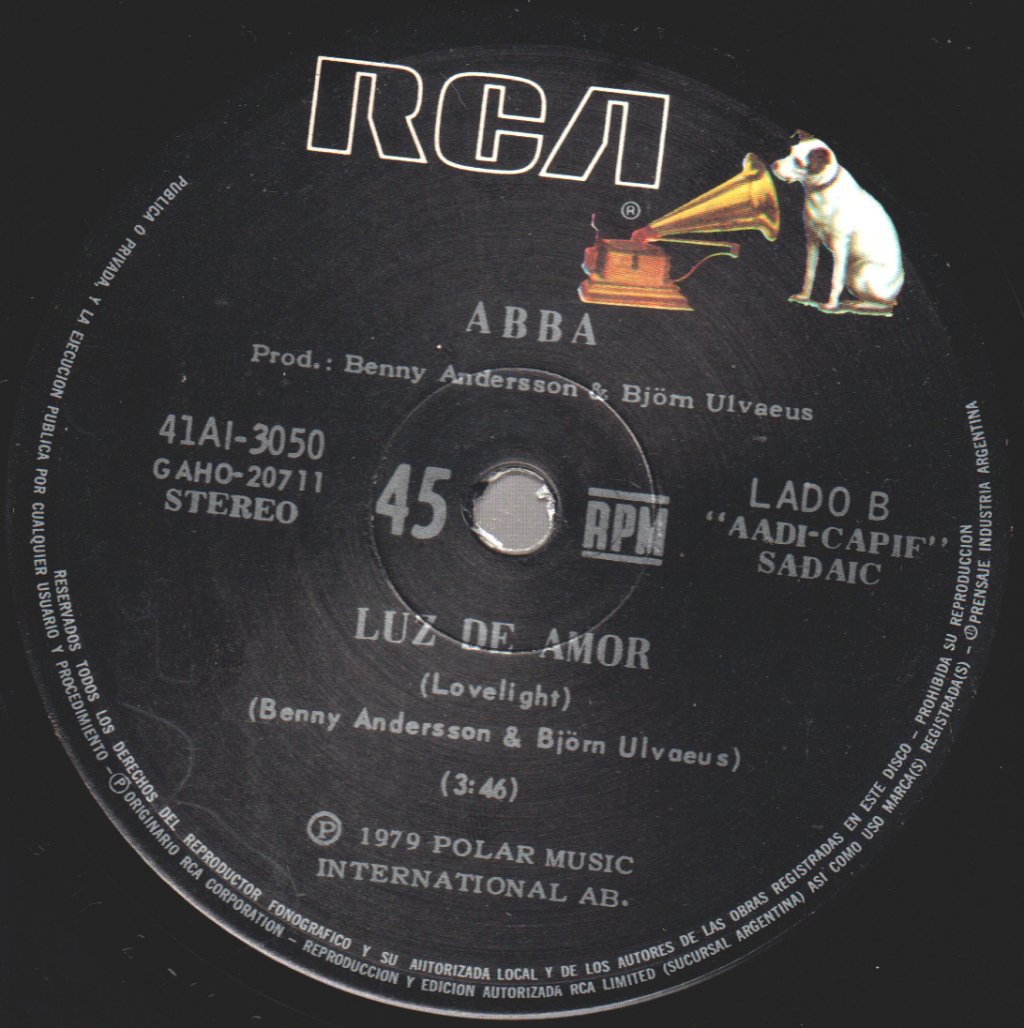 RCA
®
ABBA
Prod.: Benny Andersson & Björn Ulvaeus
41AI-3050
GAHO-20711
STEREO
45
RPM
LADO B
"AADI-CAPIF"
SADAIC
LUZ DE AMOR
(Lovelight)
(Benny Andersson & Björn Ulvaeus)
(3:46)
Ⓟ 1979 POLAR MUSIC
INTERNATIONAL AB.
RESERVADOS TODOS LOS DERECHOS DEL REPRODUCTOR FONOGRAFICO Y SU AUTORIZADA LOCAL Y DE LOS AUTORES DE LAS OBRAS REGISTRADAS EN ESTE DISCO - PROHIBIDA SU REPRODUCCION
PUBLICA O PRIVADA, Y LA EJECUCION PUBLICA POR CUALQUIER USUARIO Y PROCEDIMIENTO - ⓅORIGINARIO RCA CORPORATION - REPRODUCCION Y EDICION AUTORIZADA RCA LIMITED (SUCURSAL ARGENTINA) ASI COMO USO MARCA(S) REGISTRADA(S) - ⓅPRENSAJE INDUSTRIA ARGENTINA